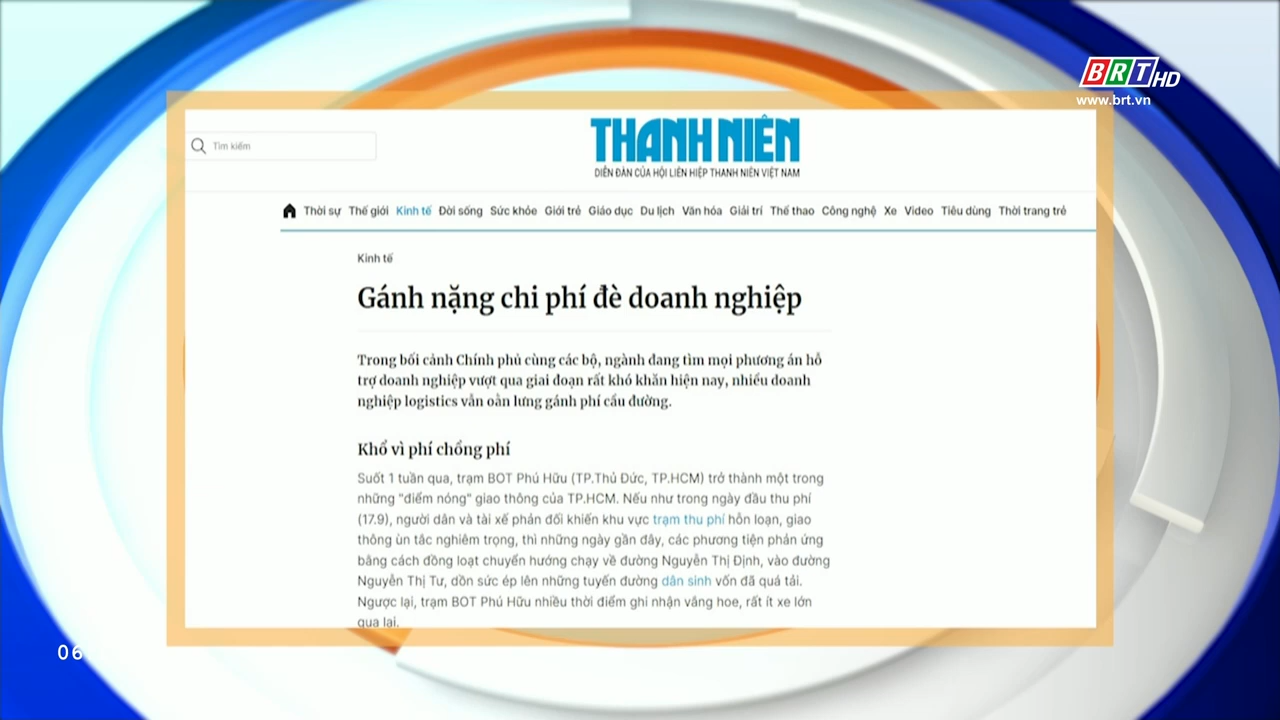 BRT HD
www.brt.vn
Tìm kiếm
THANH NIÊN
DIỄN ĐÀN CỦA HỘI LIÊN HIỆP THANH NIÊN VIỆT NAM
Thời sự Thế giới Kinh tế Đời sống Sức khỏe Giới trẻ Giáo dục Du lịch Văn hóa Giải trí Thể thao Công nghệ Xe Video Tiêu dùng Thời trang trẻ
Kinh tế
Gánh nặng chi phí đè doanh nghiệp
Trong bối cảnh Chính phủ cùng các bộ, ngành đang tìm mọi phương án hỗ
trợ doanh nghiệp vượt qua giai đoạn rất khó khăn hiện nay, nhiều doanh
nghiệp logistics vẫn oằn lưng gánh phí cầu đường.
Khổ vì phí chồng phí
Suốt 1 tuần qua, trạm BOT Phú Hữu (TP.Thủ Đức, TP.HCM) trở thành một trong
những "điểm nóng" giao thông của TP.HCM. Nếu như trong ngày đầu thu phí
(17.9), người dân và tài xế phản đối khiến khu vực trạm thu phí hỗn loạn, giao
thông ùn tắc nghiêm trọng, thì những ngày gần đây, các phương tiện phản ứng
bằng cách đồng loạt chuyển hướng chạy về đường Nguyễn Thị Định, vào đường
Nguyễn Thị Tư, dồn sức ép lên những tuyến đường dân sinh vốn đã quá tải.
Ngược lại, trạm BOT Phú Hữu nhiều thời điểm ghi nhận vắng hoe, rất ít xe lớn
qua lại.
06